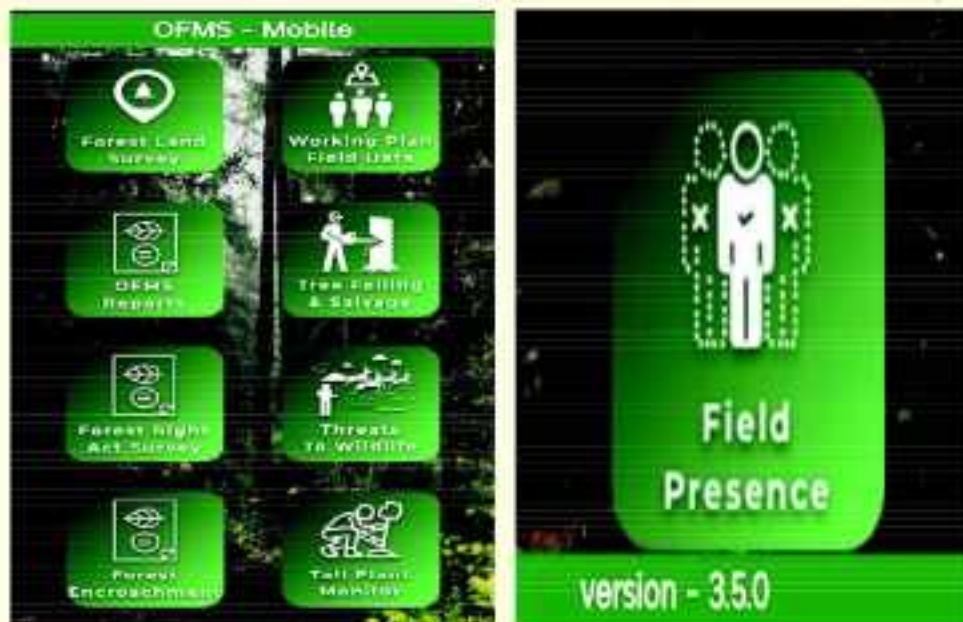 OFMS - Mobile
Forest Land
Survey
Working Plan
Field Data
OFMS
Reports
Tree Felling
& Salvage
Forest Right
Act Survey
Threats
To Wildlife
Forest
Encroachment
Tall Plant
Monitor
Field
Presence
version - 3.5.0